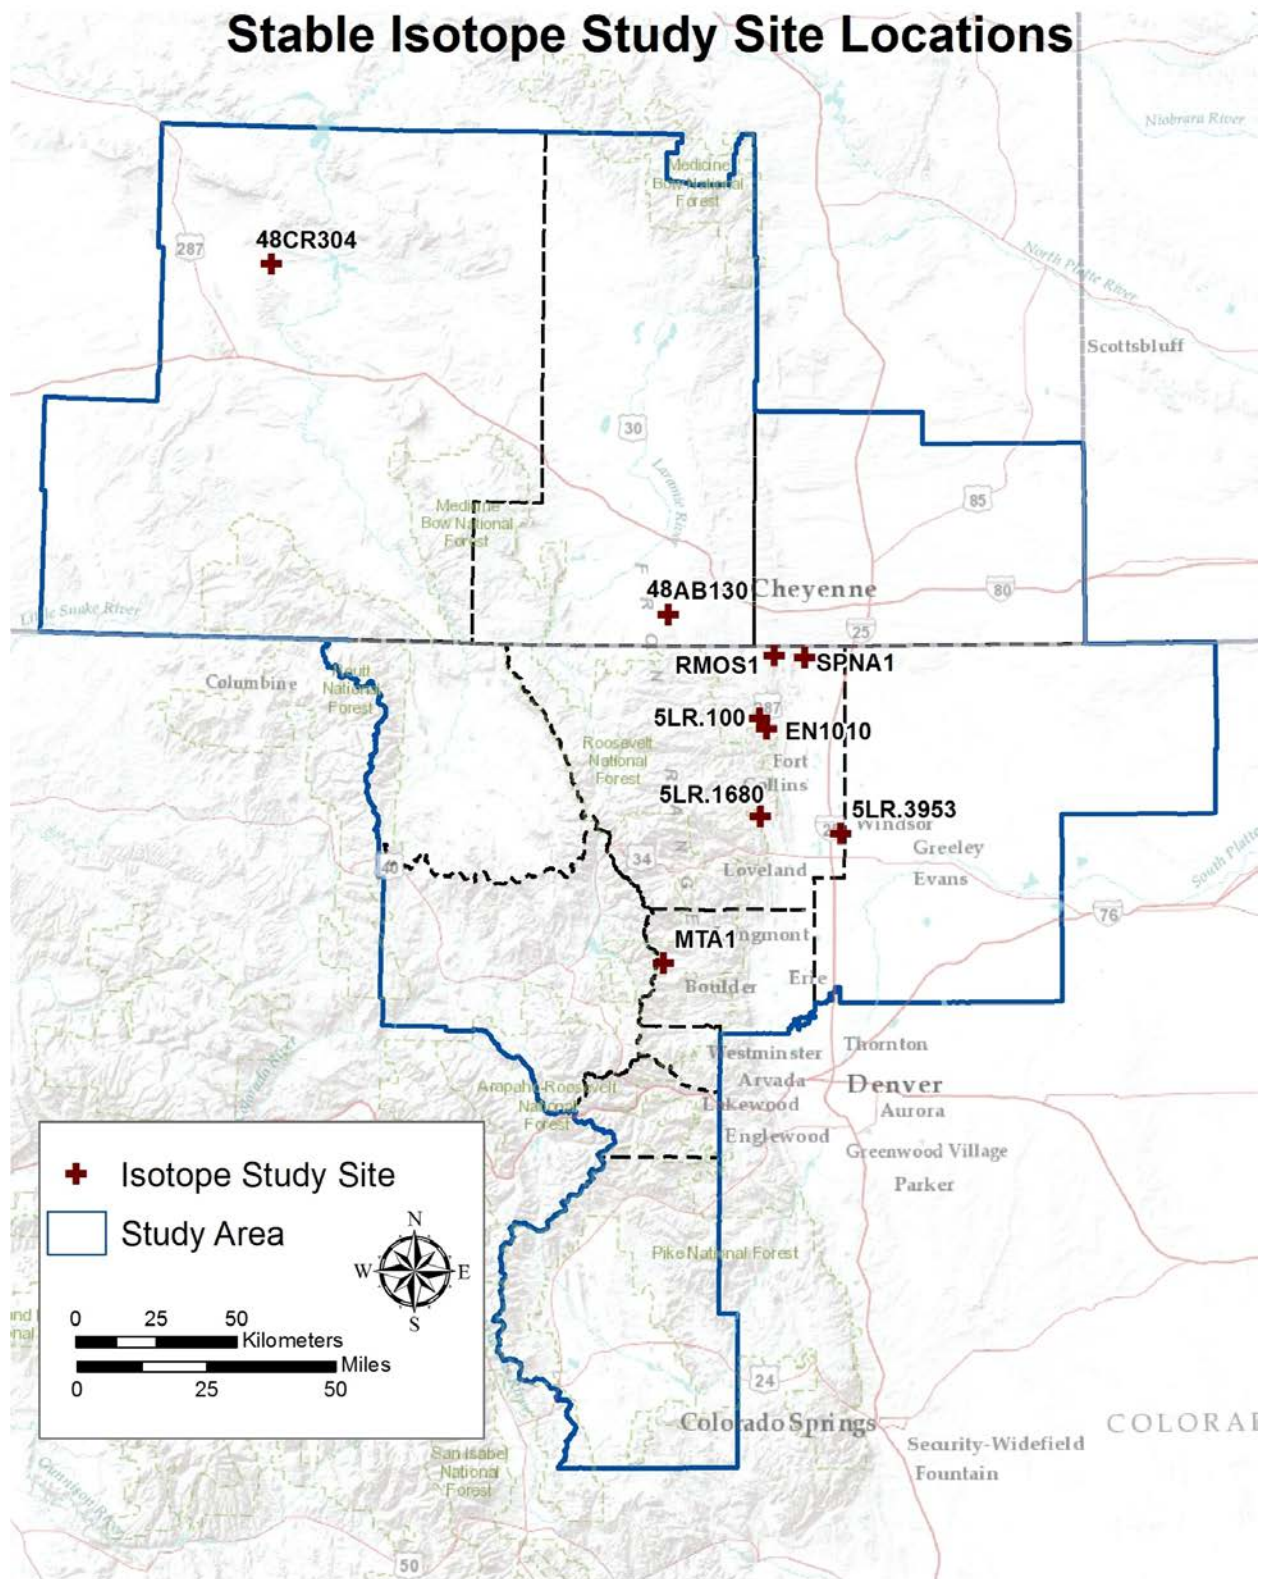 Stable Isotope Study Site Locations
Niobrara River
Medicine
Bow National
Forest
287
48CR304
North Platte River
Scottsbluff
30
Laramie River
85
Medicine
Bow National
Forest
48AB130
Cheyenne
80
Little Snake River
25
FRONT RANGE
RMOS1
SPNA1
Columbine
Routt
National
Forest
5LR.100
287
EN1010
Roosevelt
National
Forest
Fort
Collins
5LR.1680
5LR.3953
Windsor
34
Greeley
Loveland
Evans
40
South Platte
76
MTA1
Boulder
Erie
Westminster
Thornton
Arvada
Denver
Arapaho-Roosevelt
National
Forest
Lakewood
Aurora
Englewood
Greenwood Village
Parker
Isotope Study Site
Study Area
N
W
E
S
0 25 50
Kilometers
Miles
0 25 50
Pike National Forest
24
Colorado Springs
COLORA
Security-Widefield
Fountain
San Isabel
National
Forest
Gunnison River
50